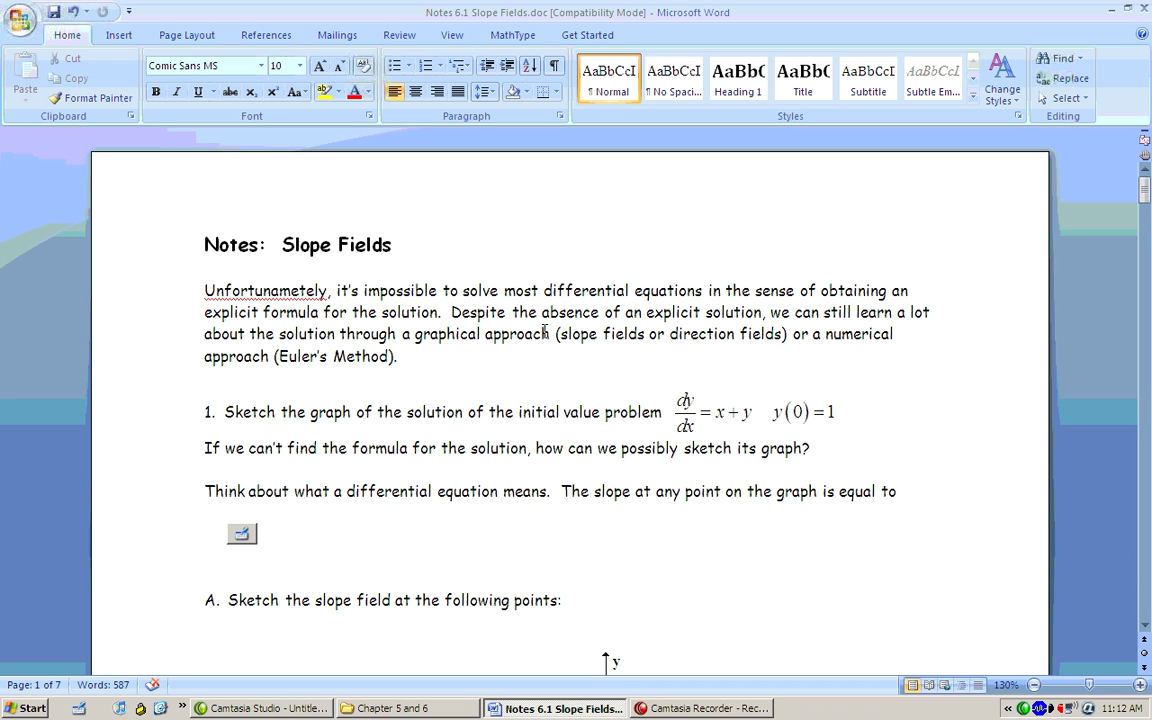 Notes 6.1 Slope Fields.doc [Compatibility Mode] - Microsoft Word
Home Insert Page Layout References Mailings Review View MathType Get Started
Paste Cut Copy Format Painter Clipboard
Comic Sans MS 10 Font
Paragraph
AaBbCcI AaBbCcI AaBb( AaBb( AaBbCcI AaBbCcI
¶ Normal ¶ No Spaci... Heading 1 Title Subtitle Subtle Em...
Change Styles Styles
Find Replace Select Editing
Notes: Slope Fields
Unfortunametely, it's impossible to solve most differential equations in the sense of obtaining an
explicit formula for the solution. Despite the absence of an explicit solution, we can still learn a lot
about the solution through a graphical approach (slope fields or direction fields) or a numerical
approach (Euler's Method).
1. Sketch the graph of the solution of the initial value problem dy/dx = x + y y(0) = 1
If we can't find the formula for the solution, how can we possibly sketch its graph?
Think about what a differential equation means. The slope at any point on the graph is equal to
A. Sketch the slope field at the following points:
y
Page: 1 of 7 Words: 587 130%
Start Camtasia Studio - Untitle... Chapter 5 and 6 Notes 6.1 Slope Fields... Camtasia Recorder - Rec... 11:12 AM